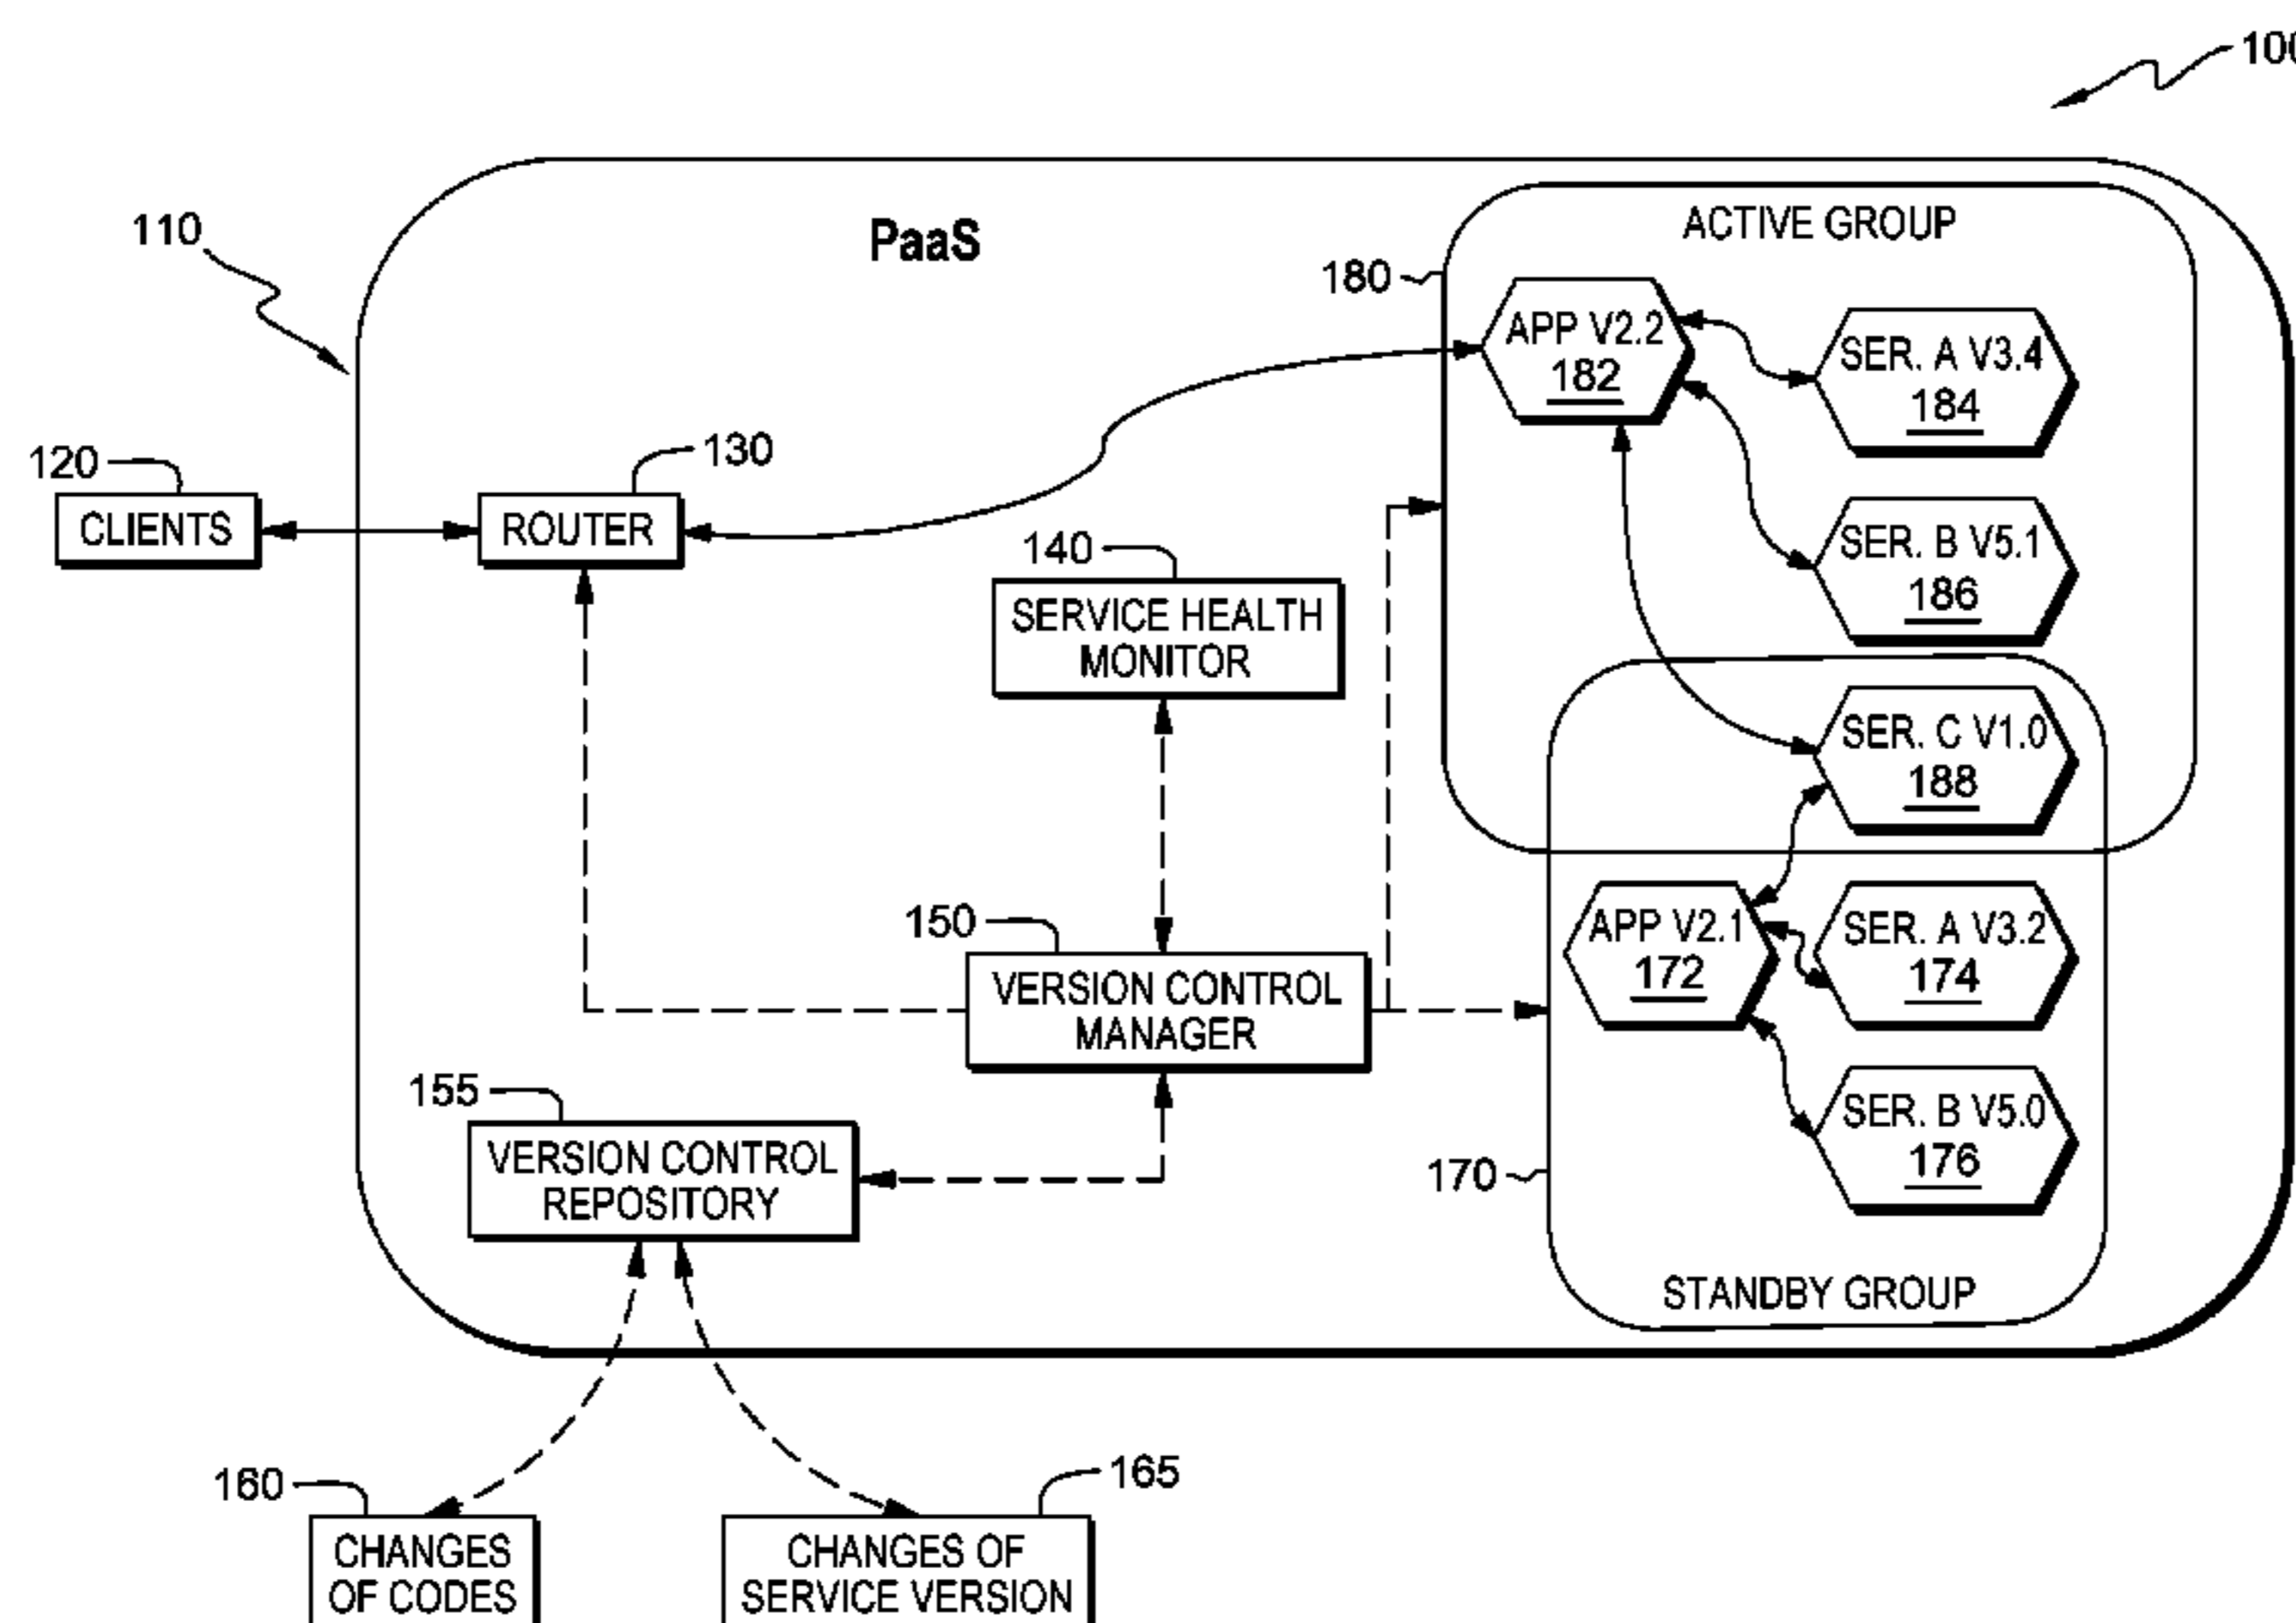 100
110
PaaS
ACTIVE GROUP
180
APP V2.2
182
SER. A V3.4
184
120
CLIENTS
130
ROUTER
140
SERVICE HEALTH
MONITOR
SER. B V5.1
186
SER. C V1.0
188
150
VERSION CONTROL
MANAGER
APP V2.1
172
SER. A V3.2
174
155
VERSION CONTROL
REPOSITORY
170
SER. B V5.0
176
STANDBY GROUP
160
CHANGES
OF CODES
165
CHANGES OF
SERVICE VERSION